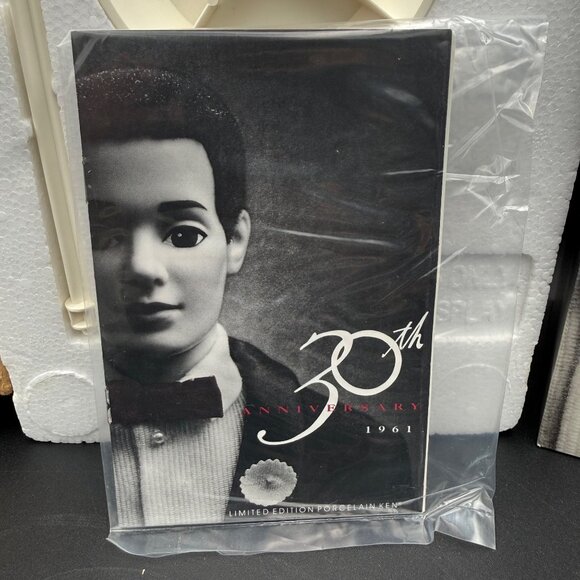 30th
ANNIVERSARY
1961
LIMITED EDITION PORCELAIN KEN